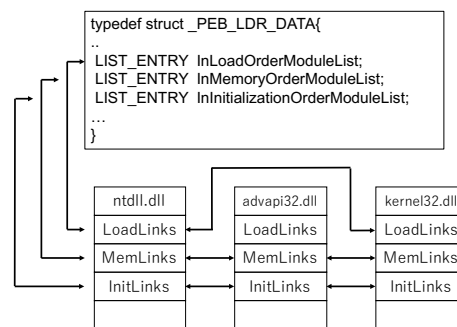 typedef struct _PEB_LDR_DATA{
..
LIST_ENTRY InLoadOrderModuleList;
LIST_ENTRY InMemoryOrderModuleList;
LIST_ENTRY InInitializationOrderModuleList;
...
}
ntdll.dll advapi32.dll kernel32.dll
LoadLinks LoadLinks LoadLinks
MemLinks MemLinks MemLinks
InitLinks InitLinks InitLinks